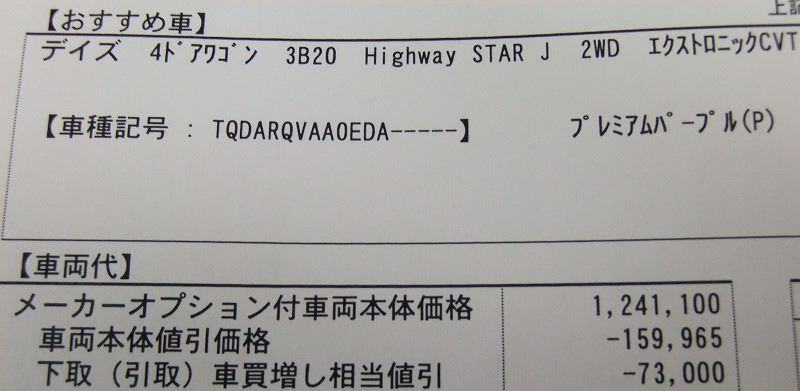 上記
【おすすめ車】
デイズ 4ﾄﾞｱﾜｺﾞﾝ 3B20 Highway STAR J 2WD ｴｸｽﾄﾛﾆｯｸCVT
【車種記号 : TQDARQVAA0EDA-----】 ﾌﾟﾚﾐｱﾑﾊﾟｰﾌﾟﾙ(P)
【車両代】
メーカーオプション付車両本体価格 1,241,100
車両本体値引価格 -159,965
下取（引取）車買増し相当値引 -73,000